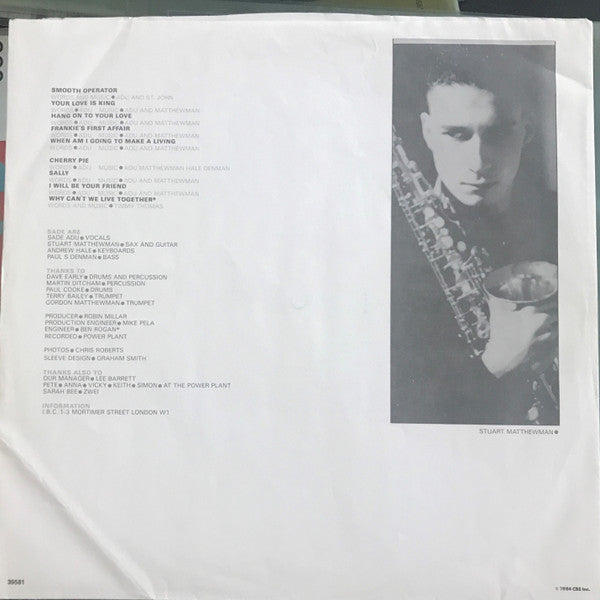 SMOOTH OPERATOR
WORDS AND MUSIC●ADU AND ST. JOHN
YOUR LOVE IS KING
WORDS●ADU MUSIC●ADU AND MATTHEWMAN
HANG ON TO YOUR LOVE
WORDS●ADU MUSIC●ADU AND MATTHEWMAN
FRANKIE'S FIRST AFFAIR
WORDS●ADU MUSIC●ADU AND MATTHEWMAN
WHEN AM I GOING TO MAKE A LIVING
WORDS●ADU MUSIC●ADU AND MATTHEWMAN
CHERRY PIE
WORDS●ADU MUSIC●ADU MATTHEWMAN HALE DENMAN
SALLY
WORDS●ADU MUSIC●ADU AND MATTHEWMAN
I WILL BE YOUR FRIEND
WORDS●ADU MUSIC●ADU AND MATTHEWMAN
WHY CAN'T WE LIVE TOGETHER*
WORDS AND MUSIC●TIMMY THOMAS
SADE ARE
SADE ADU●VOCALS
STUART MATTHEWMAN●SAX AND GUITAR
ANDREW HALE●KEYBOARDS
PAUL S DENMAN●BASS
THANKS TO
DAVE EARLY●DRUMS AND PERCUSSION
MARTIN DITCHAM●PERCUSSION
PAUL COOKE●DRUMS
TERRY BAILEY●TRUMPET
GORDON MATTHEWMAN●TRUMPET
PRODUCER●ROBIN MILLAR
PRODUCTION ENGINEER●MIKE PELA
ENGINEER●BEN ROGAN*
RECORDED●POWER PLANT
PHOTOS●CHRIS ROBERTS
SLEEVE DESIGN●GRAHAM SMITH
THANKS ALSO TO
OUR MANAGER●LEE BARRETT
PETE●ANNA●VICKY●KEITH●SIMON●AT THE POWER PLANT
SARAH BEE●ZWEI
INFORMATION
I.B.C. 1-3 MORTIMER STREET LONDON W1
STUART MATTHEWMAN●
39581
℗ 1984 CBS Inc.